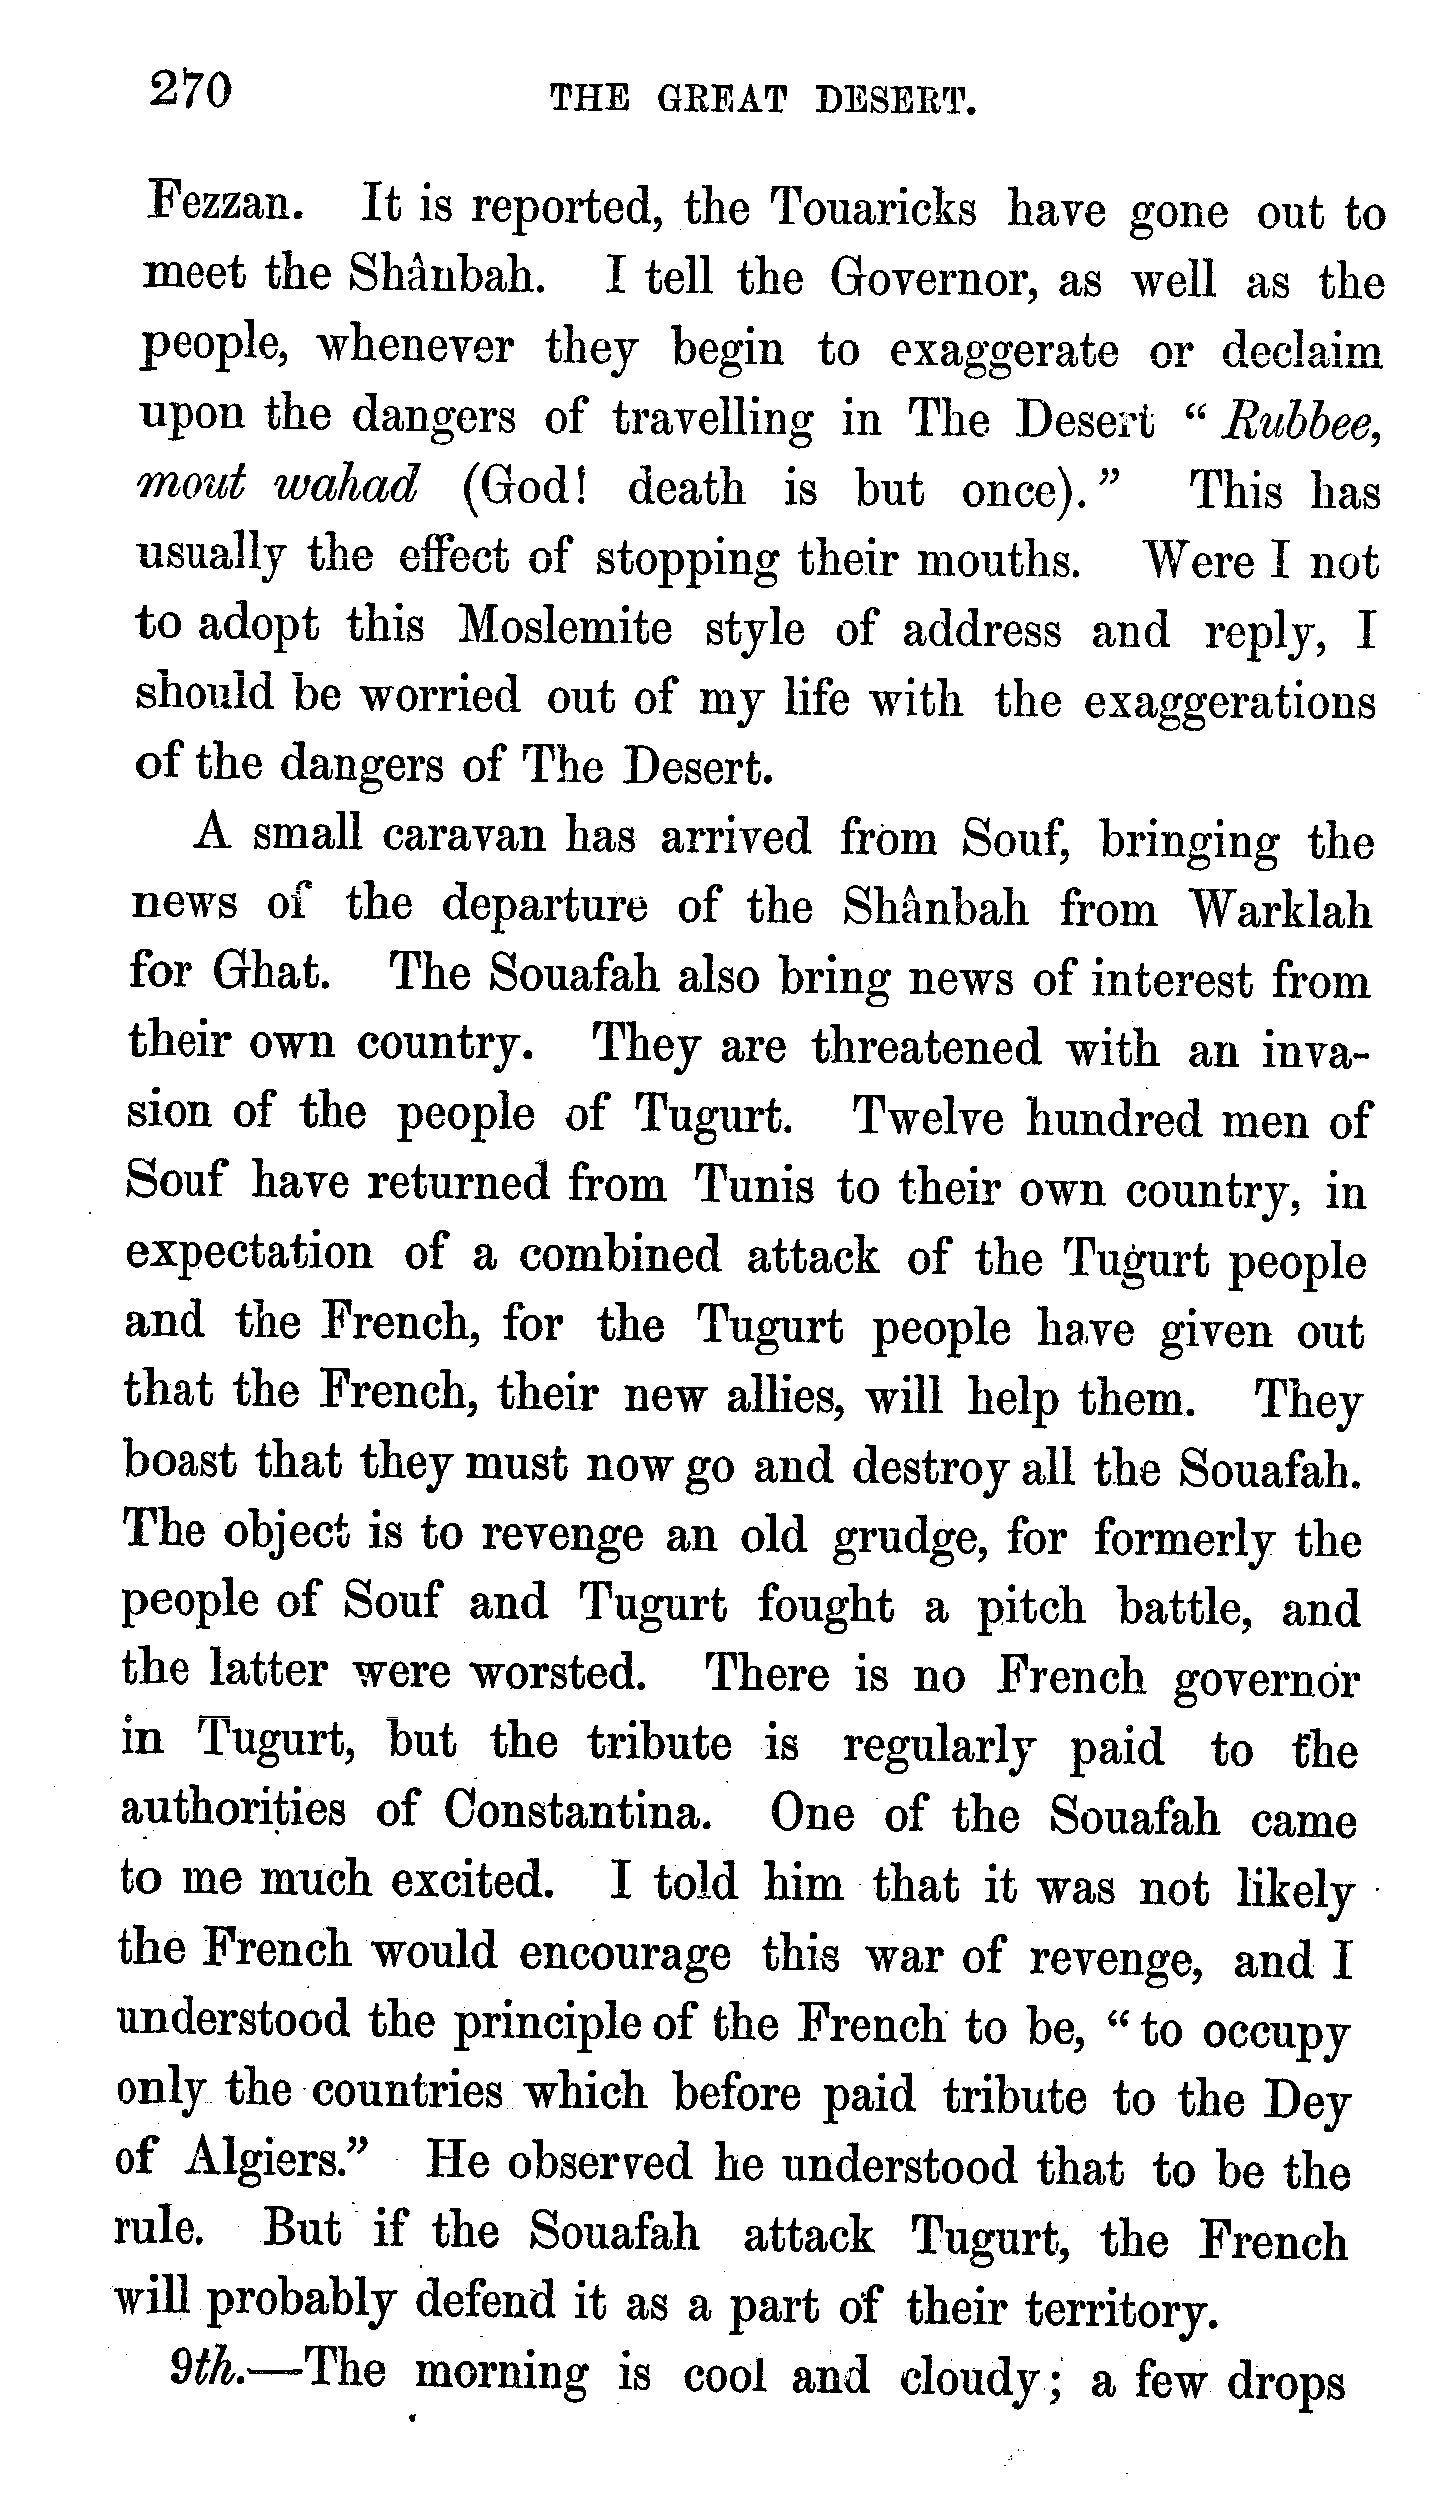 270 THE GREAT DESERT.
Fezzan. It is reported, the Touaricks have gone out to
meet the Shânbah. I tell the Governor, as well as the
people, whenever they begin to exaggerate or declaim
upon the dangers of travelling in The Desert “ Rubbee,
mout wahad (God! death is but once).” This has
usually the effect of stopping their mouths. Were I not
to adopt this Moslemite style of address and reply, I
should be worried out of my life with the exaggerations
of the dangers of The Desert.
A small caravan has arrived from Souf, bringing the
news of the departure of the Shânbah from Warklah
for Ghat. The Souafah also bring news of interest from
their own country. They are threatened with an inva-
sion of the people of Tugurt. Twelve hundred men of
Souf have returned from Tunis to their own country, in
expectation of a combined attack of the Tugurt people
and the French, for the Tugurt people have given out
that the French, their new allies, will help them. They
boast that they must now go and destroy all the Souafah.
The object is to revenge an old grudge, for formerly the
people of Souf and Tugurt fought a pitch battle, and
the latter were worsted. There is no French governor
in Tugurt, but the tribute is regularly paid to the
authorities of Constantina. One of the Souafah came
to me much excited. I told him that it was not likely
the French would encourage this war of revenge, and I
understood the principle of the French to be, “ to occupy
only the countries which before paid tribute to the Dey
of Algiers.” He observed he understood that to be the
rule. But if the Souafah attack Tugurt, the French
will probably defend it as a part of their territory.
9th.—The morning is cool and cloudy; a few drops